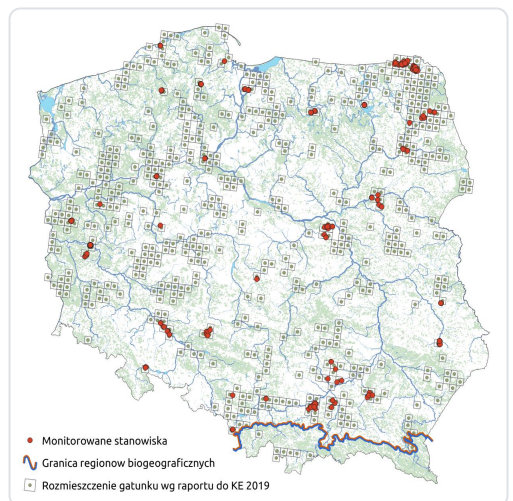 Monitorowane stanowiska
Granica regionow biogeograficznych
Rozmieszczenie gatunku wg raportu do KE 2019